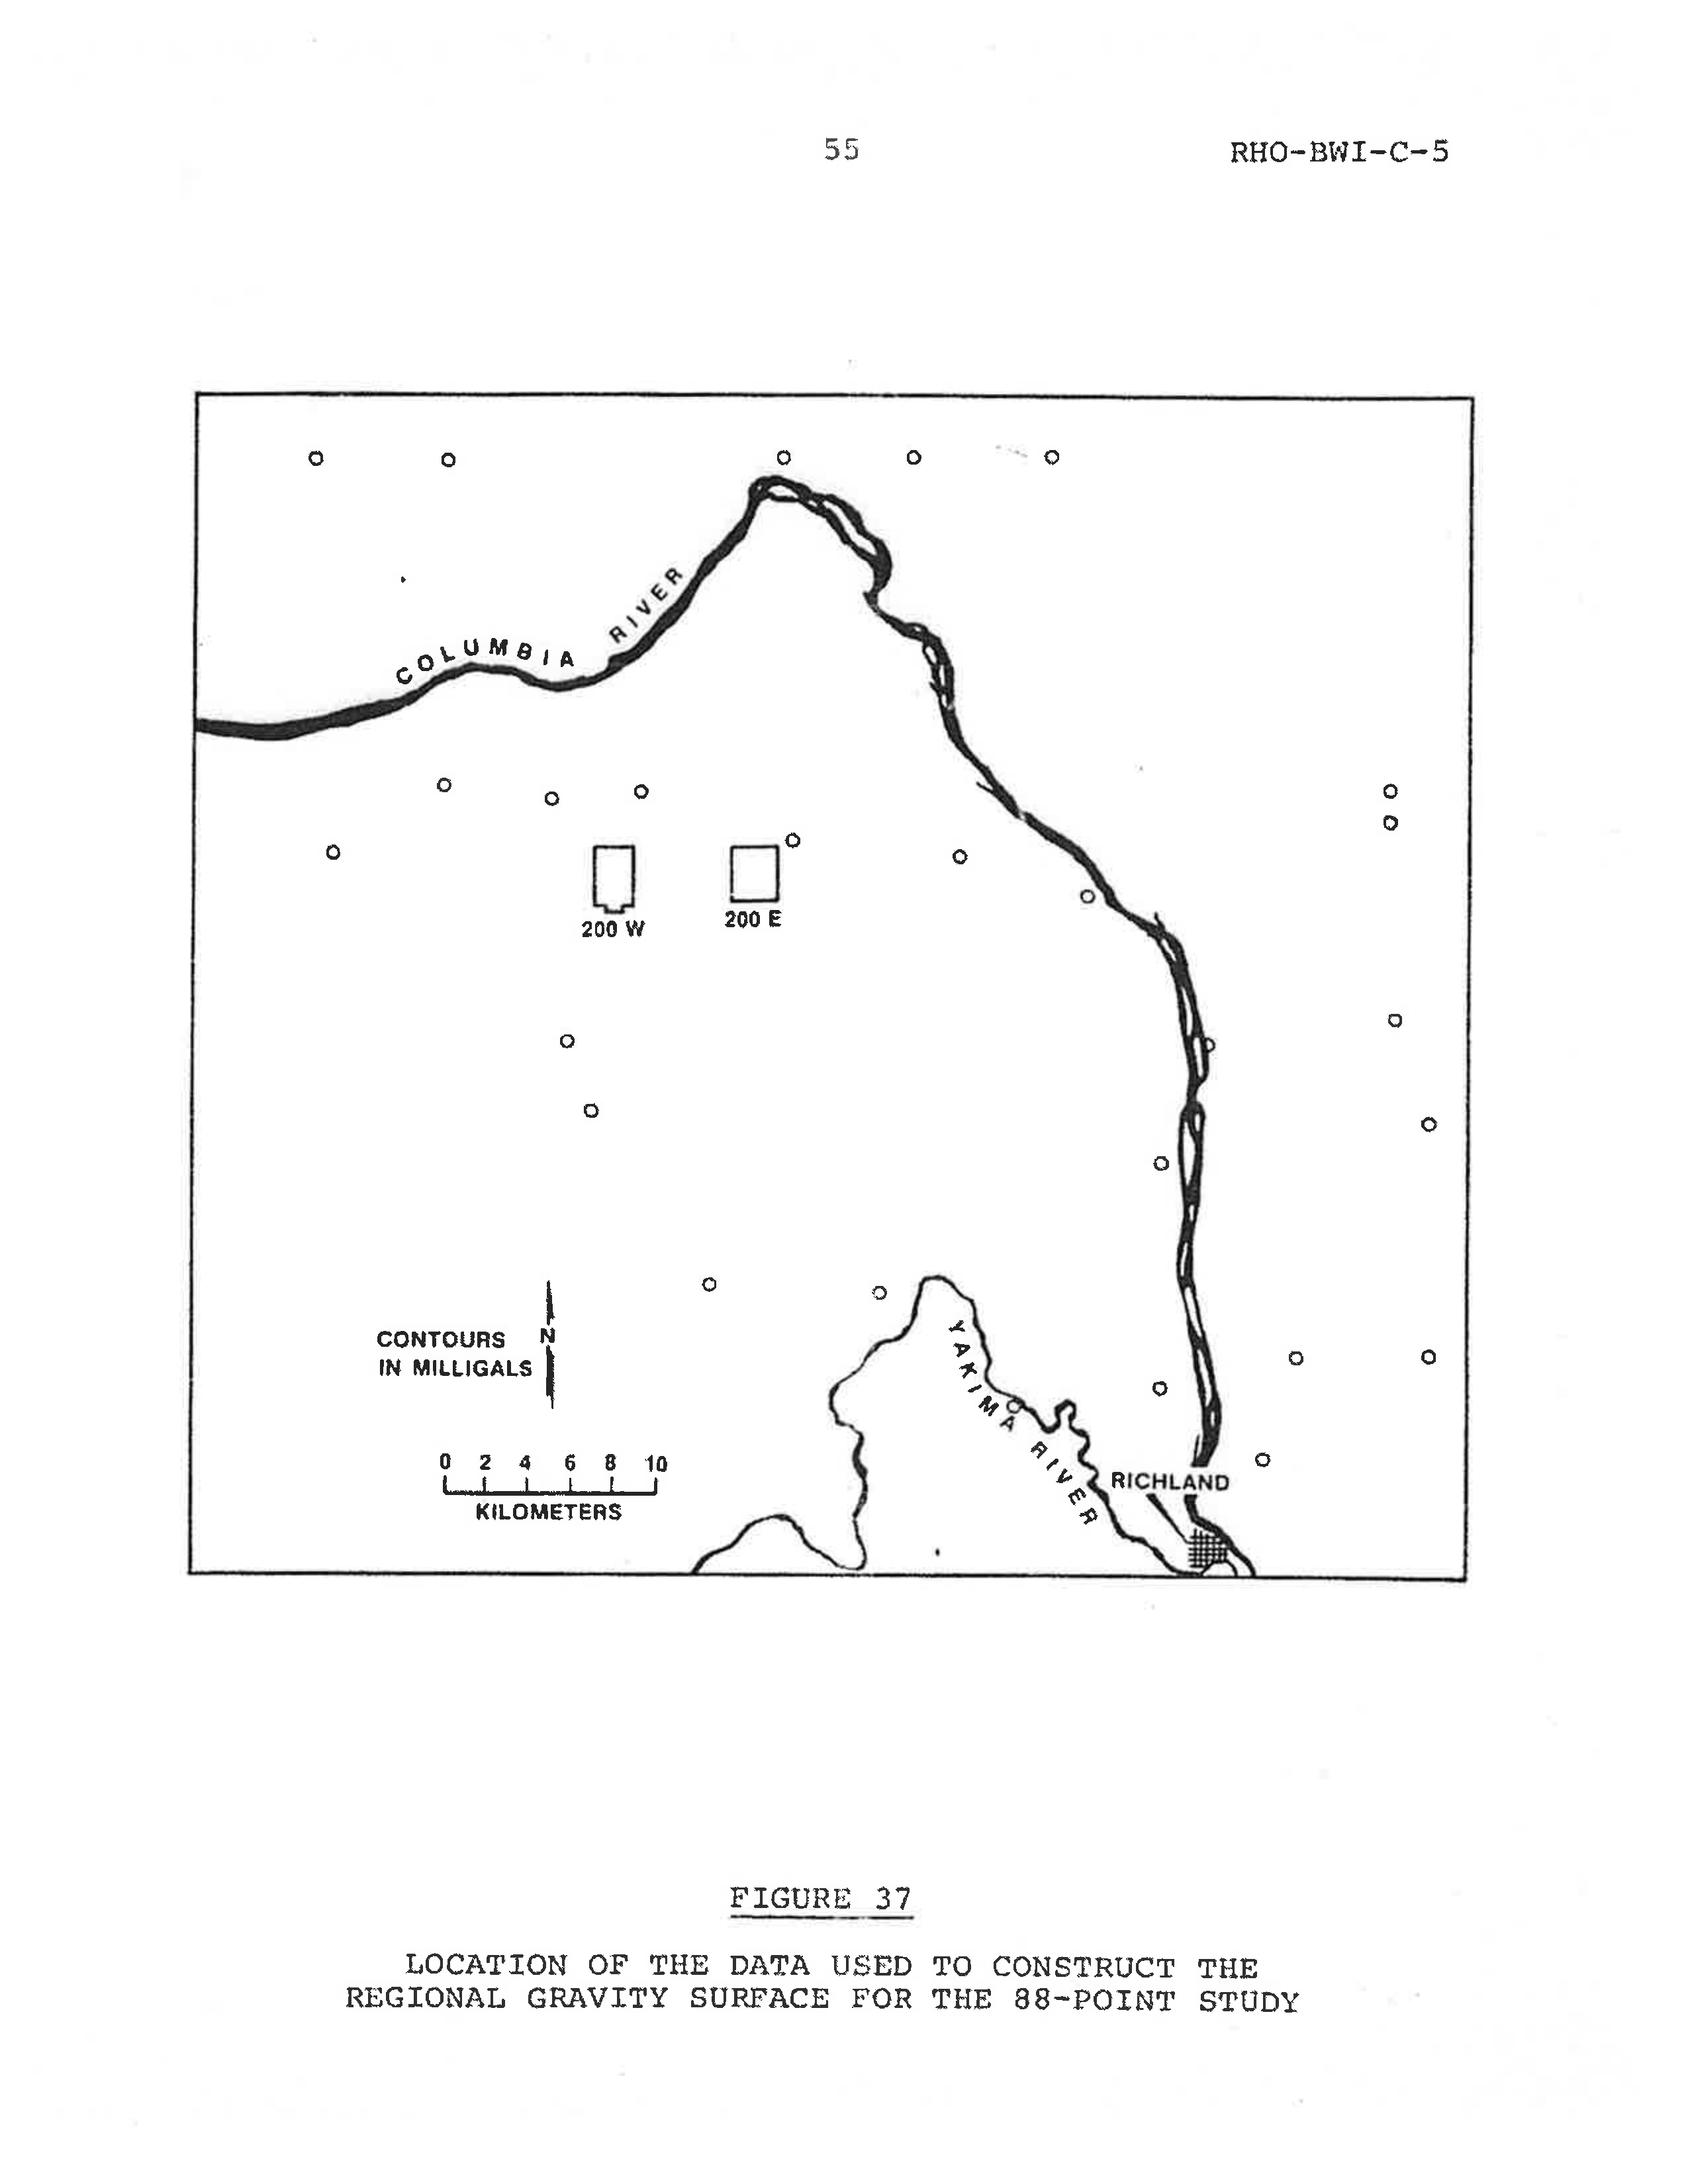 55
RHO-BWI-C-5
COLUMBIA RIVER
200 W
200 E
CONTOURS
IN MILLIGALS
N
YAKIMA RIVER
RICHLAND
0 2 4 6 8 10
KILOMETERS
FIGURE 37
LOCATION OF THE DATA USED TO CONSTRUCT THE
REGIONAL GRAVITY SURFACE FOR THE 88-POINT STUDY